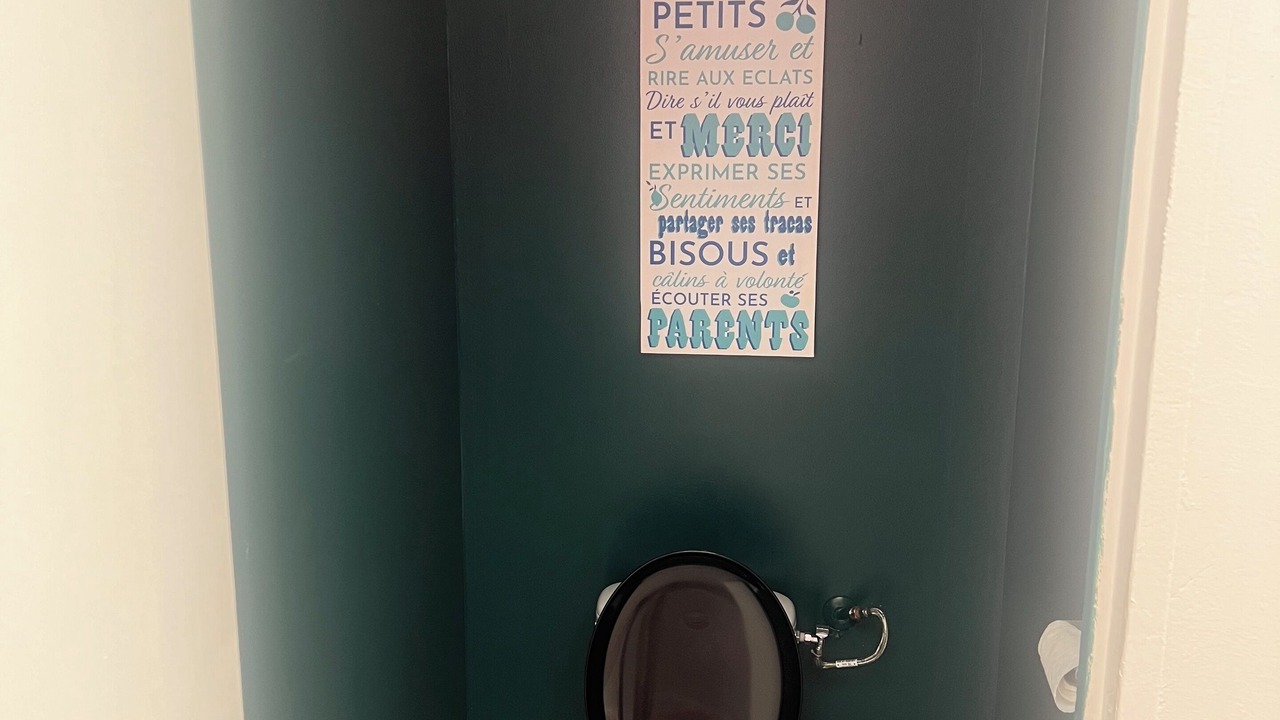 PETITS
S'amuser et
RIRE AUX ECLATS
Dire s'il vous plaît
ET MERCI
EXPRIMER SES
Sentiments ET
partager ses tracas
BISOUS et
câlins à volonté
ÉCOUTER SES
PARENTS